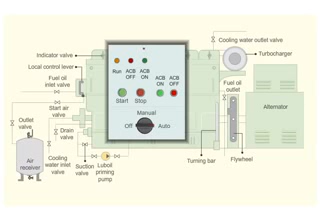 Cooling water outlet valve
Indicator valve
Turbocharger
Local control lever
Fuel oil
inlet valve
Run
ACB
OFF
ACB
ON
ACB
OFF
ACB
ON
Fuel oil
outlet
Start
Stop
Start air
valve
Manual
Off
Auto
Alternator
Outlet
valve
Drain
valve
Air
receiver
Cooling
water inlet
valve
Suction
valve
Luboil
priming
pump
Turning bar
Flywheel